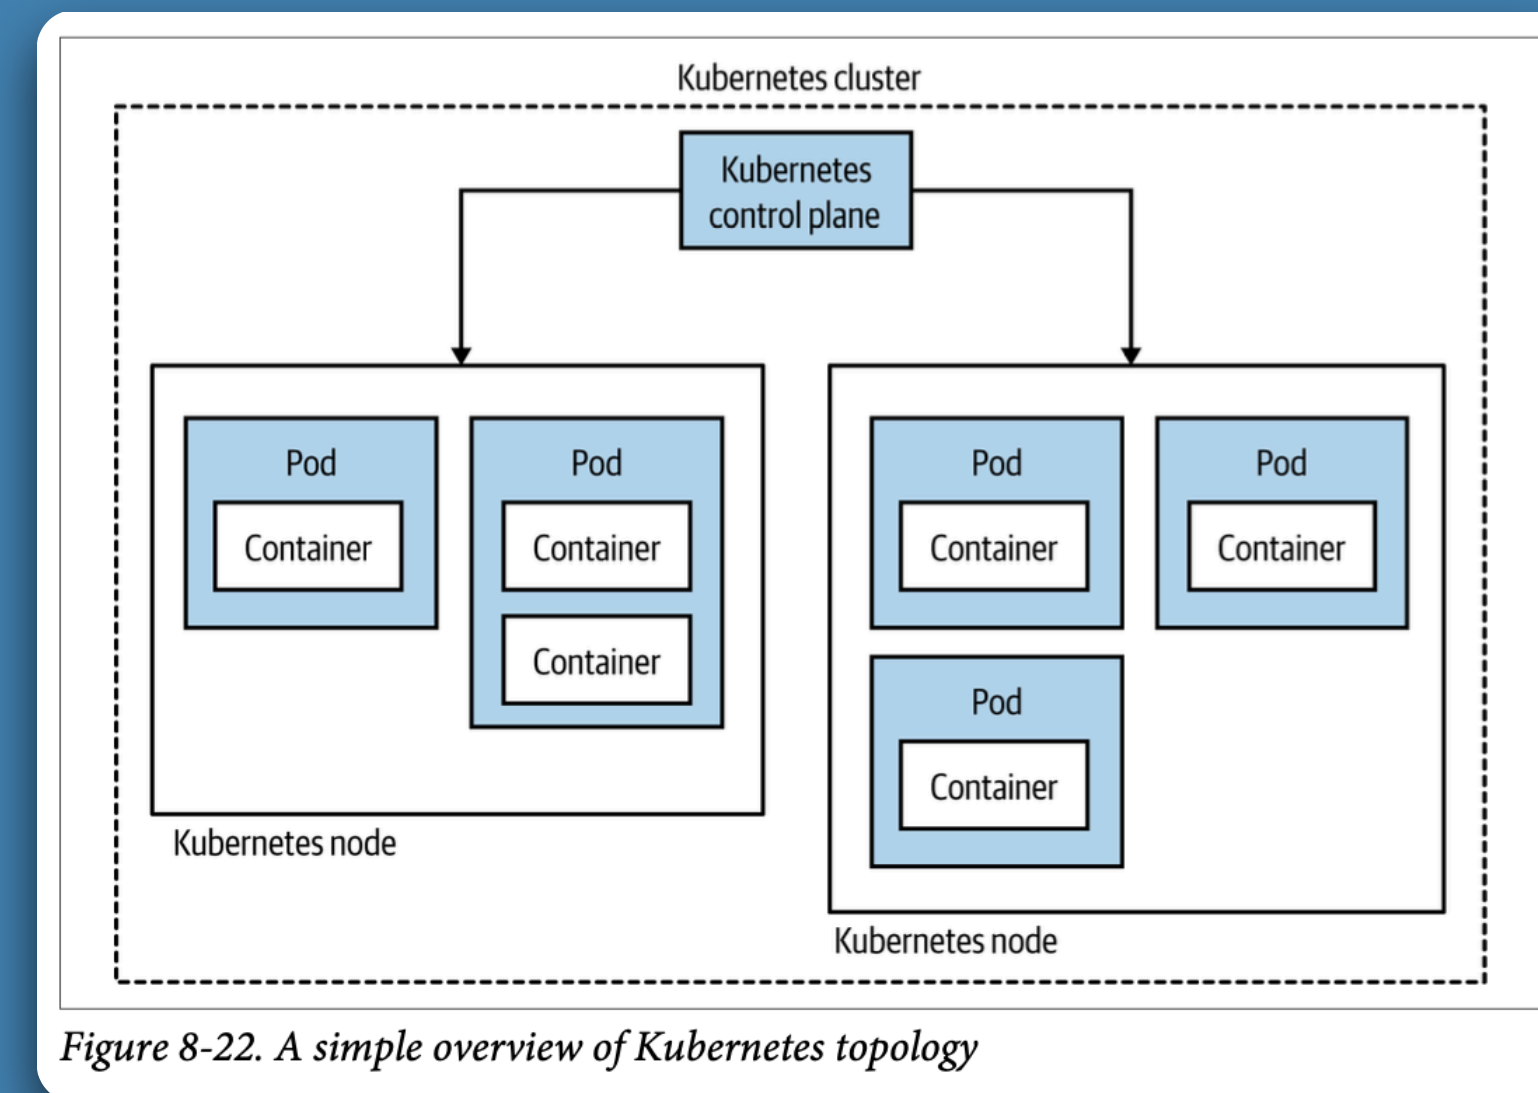 Kubernetes cluster
Kubernetes
control plane
Pod
Container
Pod
Container
Container
Kubernetes node
Pod
Container
Pod
Container
Pod
Container
Kubernetes node
Figure 8-22. A simple overview of Kubernetes topology